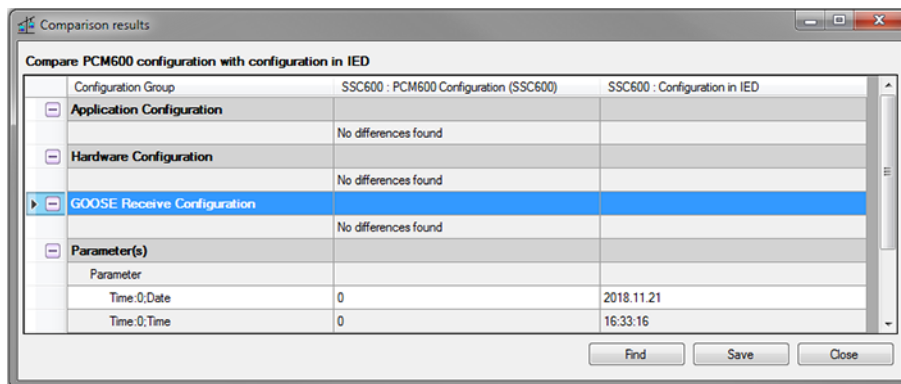 Comparison results
Compare PCM600 configuration with configuration in IED
Configuration Group SSC600 : PCM600 Configuration (SSC600) SSC600 : Configuration in IED
Application Configuration
No differences found
Hardware Configuration
No differences found
GOOSE Receive Configuration
No differences found
Parameter(s)
Parameter
Time:0;Date 0 2018.11.21
Time:0;Time 0 16:33:16
Find Save Close